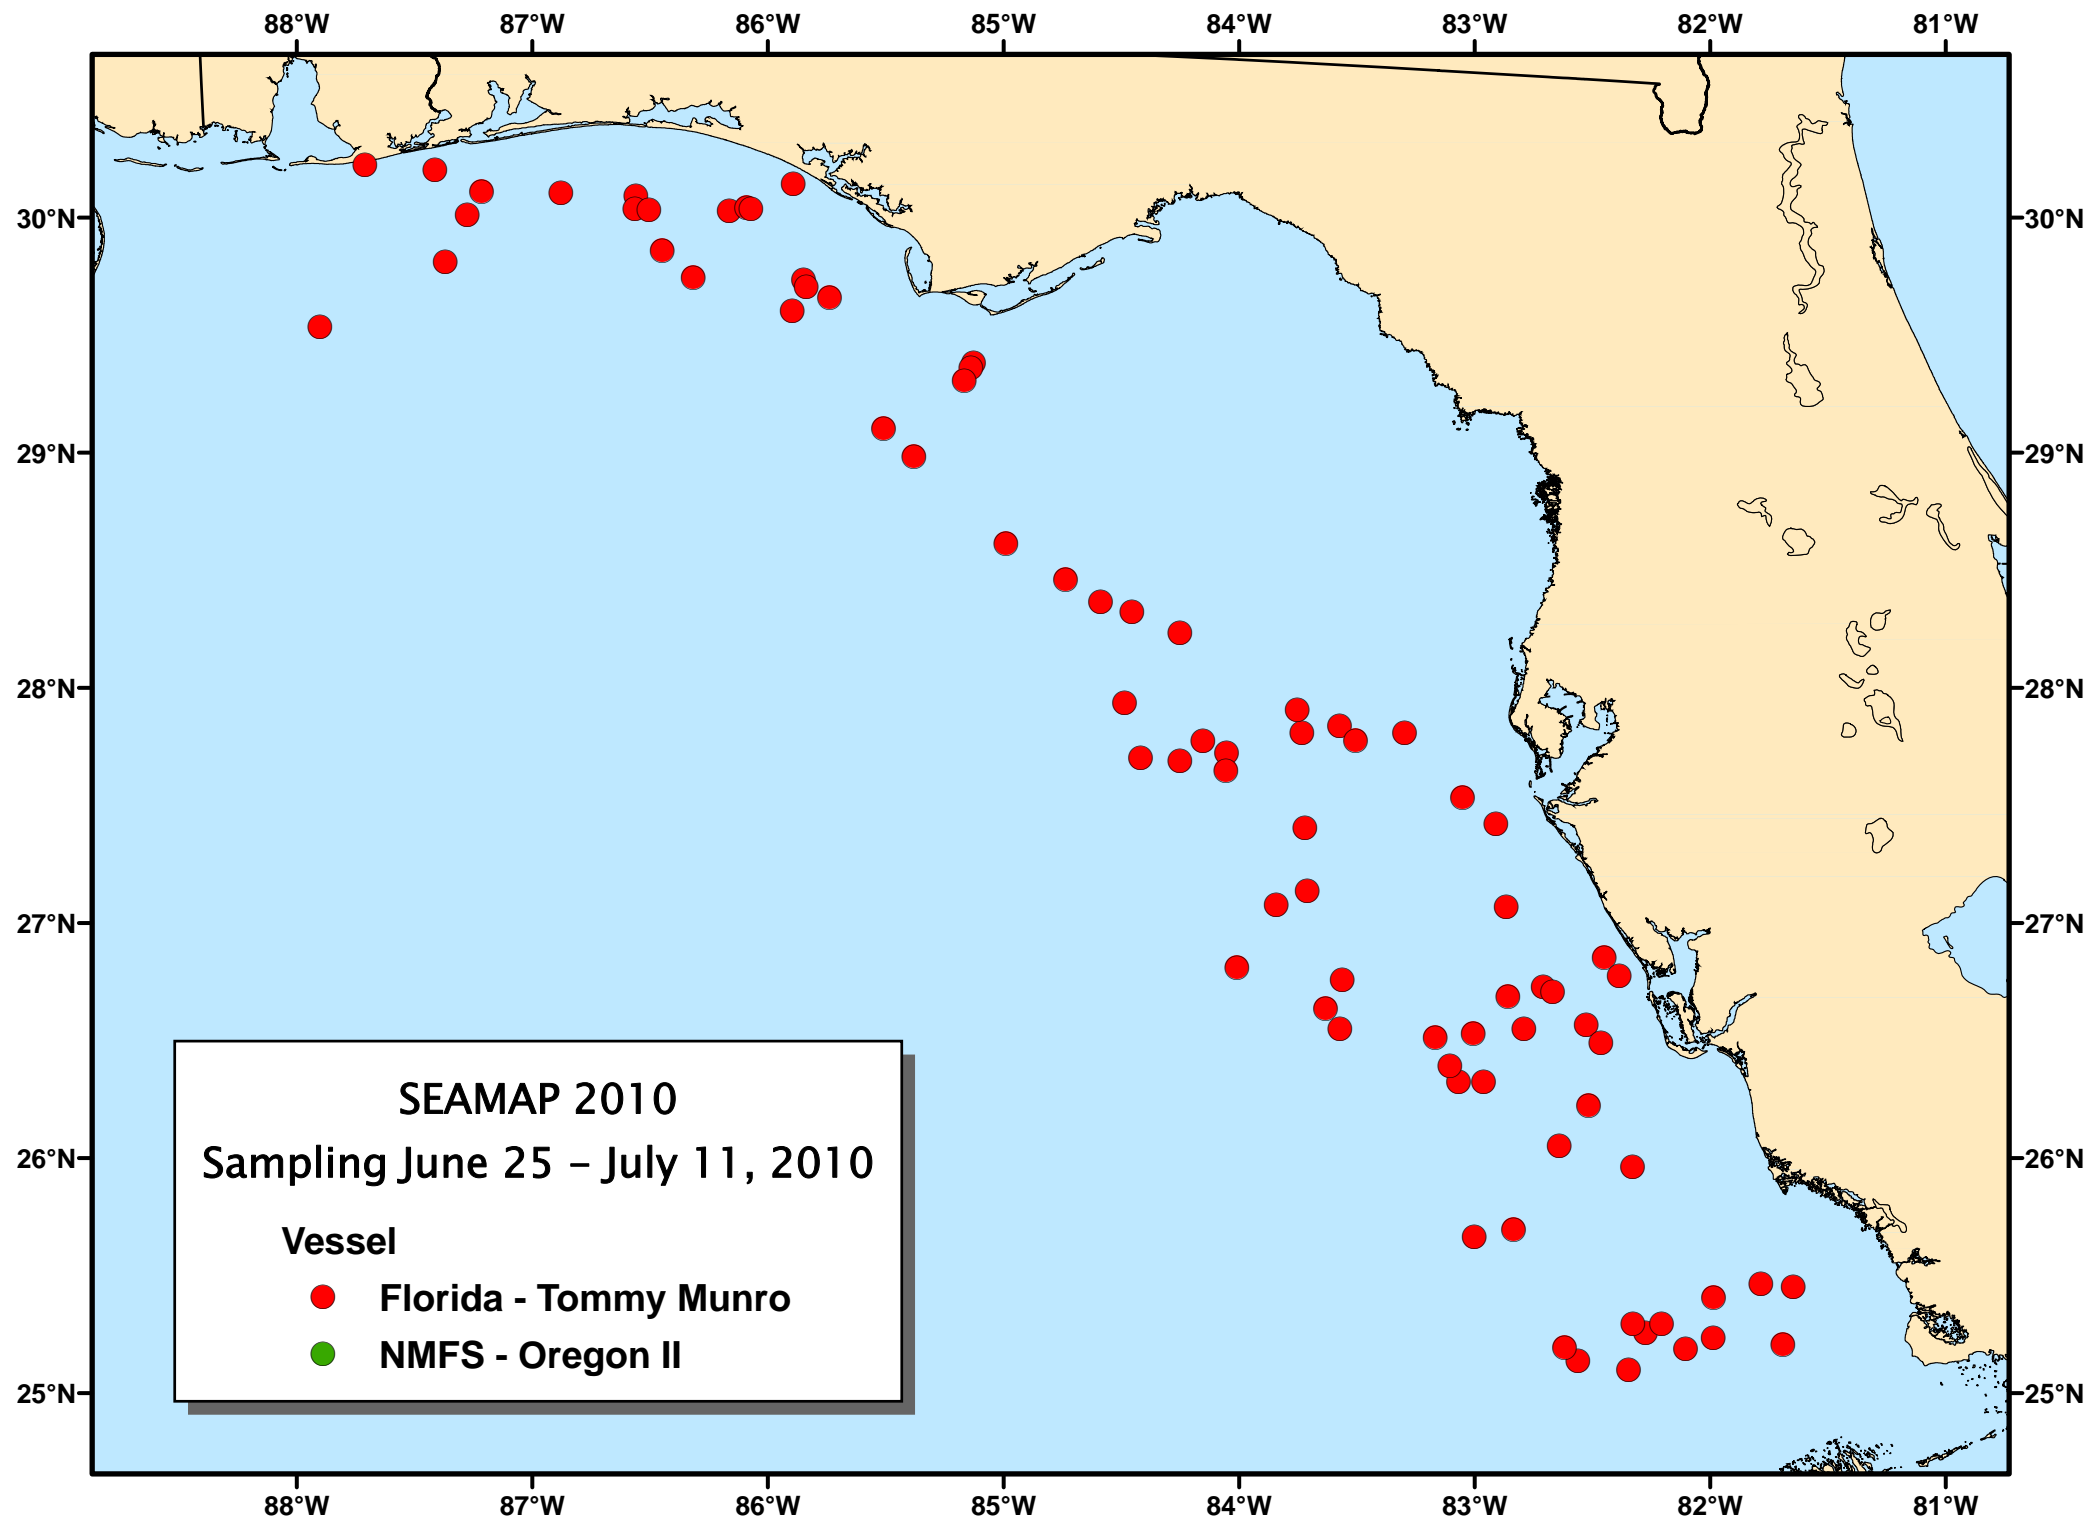 88°W 87°W 86°W 85°W 84°W 83°W 82°W 81°W
30°N 30°N
29°N 29°N
28°N 28°N
27°N 27°N
26°N 26°N
25°N 25°N
SEAMAP 2010
Sampling June 25 – July 11, 2010
Vessel
Florida - Tommy Munro
NMFS - Oregon II
88°W 87°W 86°W 85°W 84°W 83°W 82°W 81°W